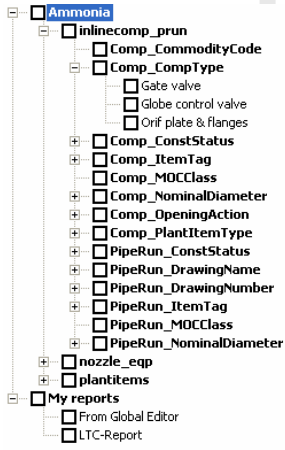 Ammonia
inlinecomp_prun
Comp_CommodityCode
Comp_CompType
Gate valve
Globe control valve
Orif plate & flanges
Comp_ConstStatus
Comp_ItemTag
Comp_MOCClass
Comp_NominalDiameter
Comp_OpeningAction
Comp_PlantItemType
PipeRun_ConstStatus
PipeRun_DrawingName
PipeRun_DrawingNumber
PipeRun_ItemTag
PipeRun_MOCClass
PipeRun_NominalDiameter
nozzle_eqp
plantitems
My reports
From Global Editor
LTC-Report